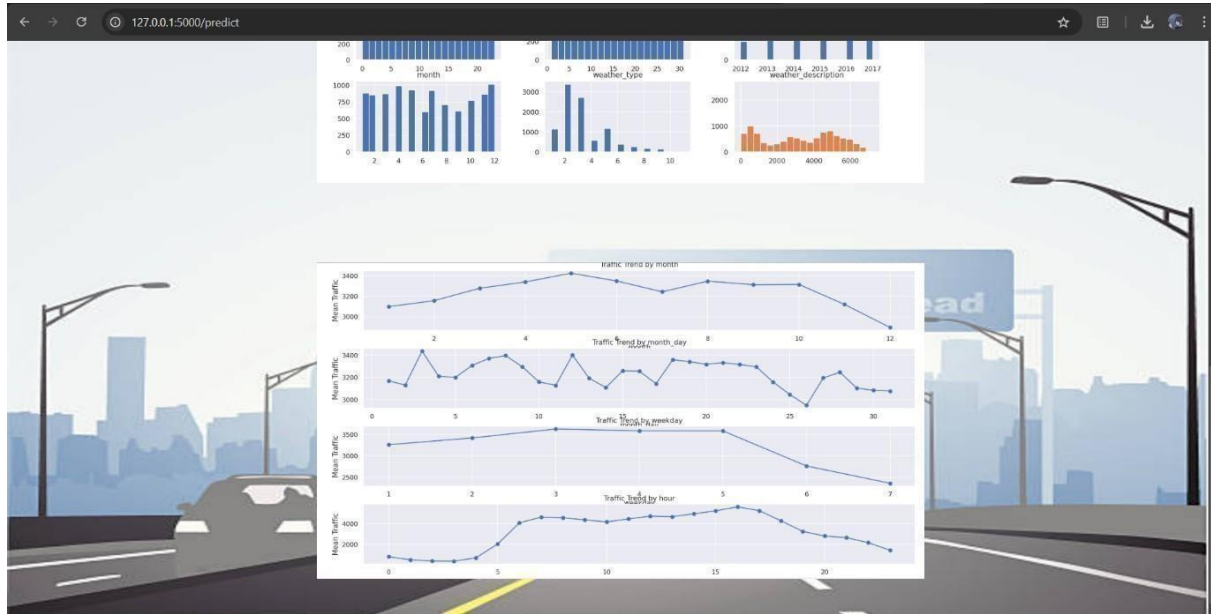 127.0.0.1:5000/predict
200
200
0 5 10 15 20
0 5 10 15 20 25 30
2012 2013 2014 2015 2016 2017
month
weather_type
weather_description
1000
750
500
250
0
2 4 6 8 10 12
3000
2000
1000
0
2 4 6 8 10
2000
1000
0
0 2000 4000 6000
ead
Traffic Trend by month
Mean Traffic
3400
3200
3000
2 4 6 8 10 12
month
Traffic Trend by month_day
Mean Traffic
3400
3200
3000
0 5 10 15 20 25 30
month_day
Traffic Trend by weekday
Mean Traffic
3500
2500
1 2 3 4 5 6 7
weekday
Traffic Trend by hour
Mean Traffic
4000
2000
0 5 10 15 20